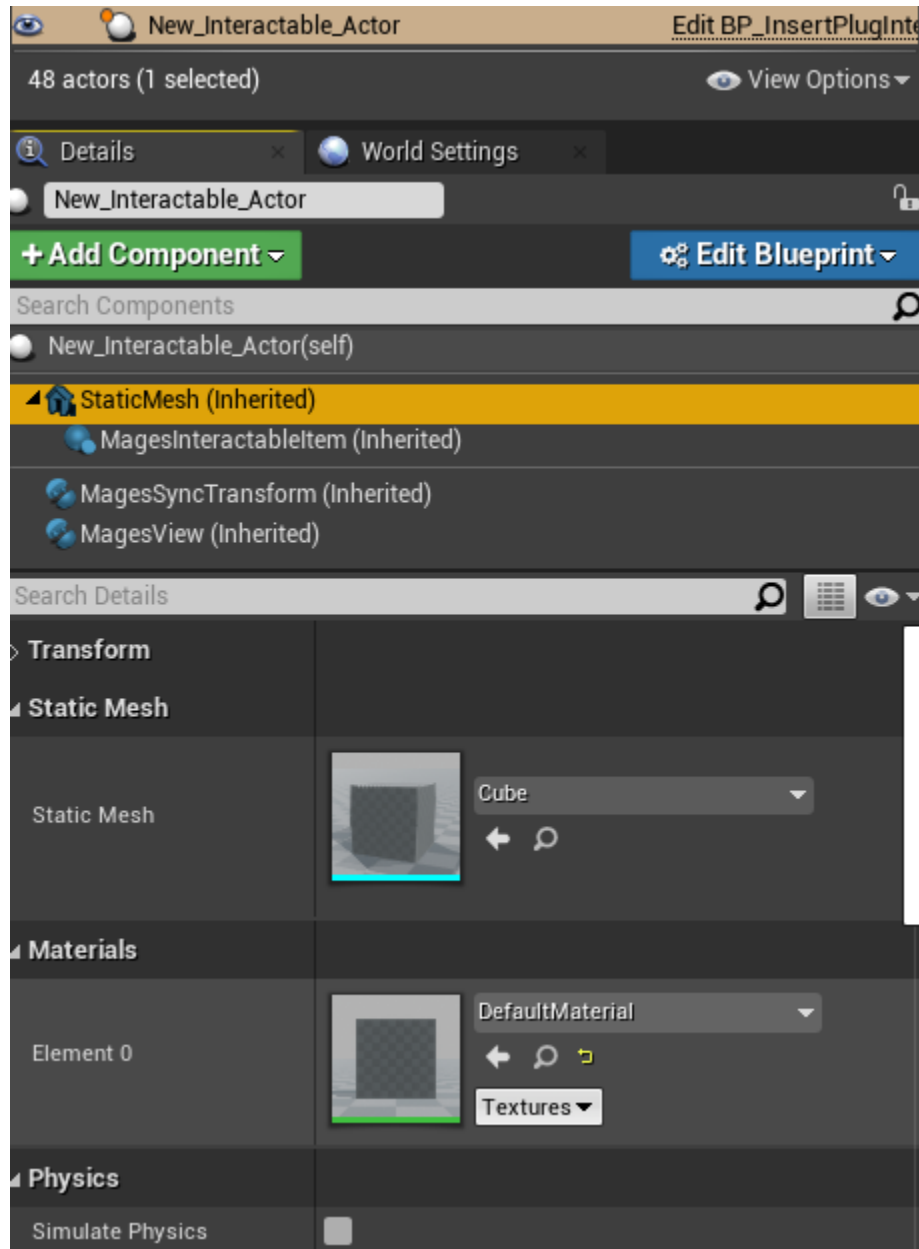 New_Interactable_Actor Edit BP_InsertPlugInte
48 actors (1 selected) View Options
Details World Settings
New_Interactable_Actor
+ Add Component Edit Blueprint
Search Components
New_Interactable_Actor(self)
StaticMesh (Inherited)
MagesInteractableItem (Inherited)
MagesSyncTransform (Inherited)
MagesView (Inherited)
Search Details
Transform
Static Mesh
Static Mesh Cube
Materials
Element 0 DefaultMaterial
Textures
Physics
Simulate Physics